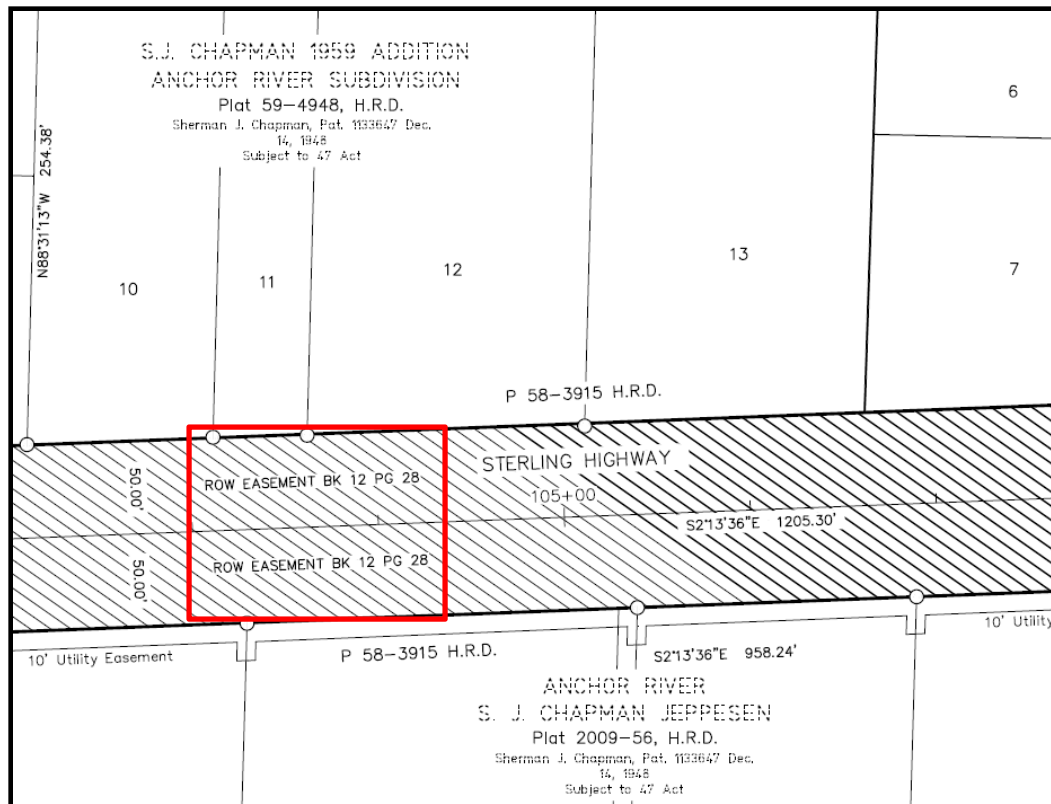 S.J. CHAPMAN 1959 ADDITION
ANCHOR RIVER SUBDIVISION
Plat 59-4948, H.R.D.
Sherman J. Chapman, Pat. 1133647 Dec.
14, 1948
Subject to 47 Act
N88°31'13"W 254.38'
6
10
11
12
13
7
P 58-3915 H.R.D.
STERLING HIGHWAY
50.00'
ROW EASEMENT BK 12 PG 28
105+00
S2°13'36"E 1205.30'
50.00'
ROW EASEMENT BK 12 PG 28
10' Utility Easement
P 58-3915 H.R.D.
S2°13'36"E 958.24'
10' Utility
ANCHOR RIVER
S. J. CHAPMAN JEPPESEN
Plat 2009-56, H.R.D.
Sherman J. Chapman, Pat. 1133647 Dec.
14, 1948
Subject to 47 Act